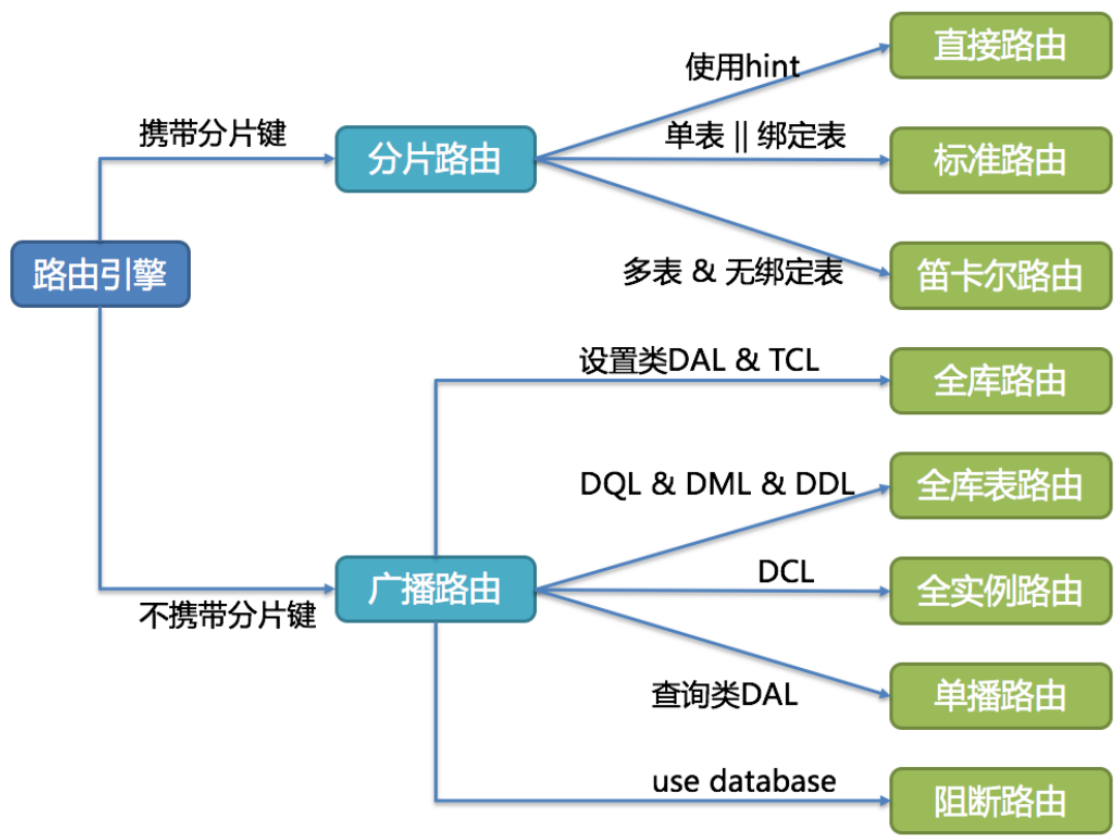 使用hint
直接路由
携带分片键
分片路由
单表 || 绑定表
标准路由
路由引擎
多表 & 无绑定表
笛卡尔路由
设置类DAL & TCL
全库路由
DQL & DML & DDL
全库表路由
广播路由
DCL
全实例路由
不携带分片键
查询类DAL
单播路由
use database
阻断路由